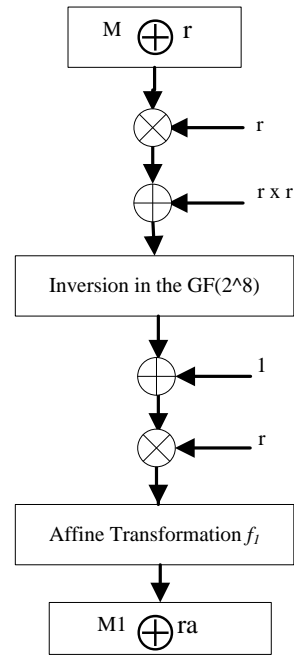 M ⊕ r
r
r x r
Inversion in the GF(2^8)
1
r
Affine Transformation f1
M1 ⊕ ra